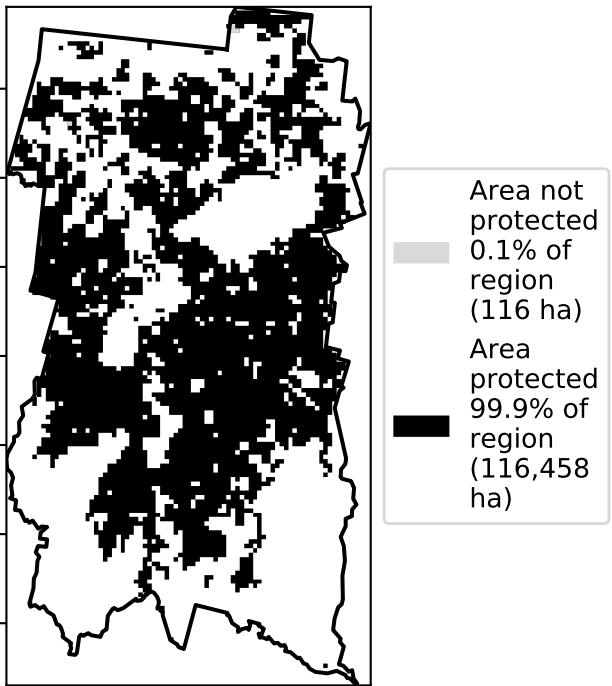 Area not
protected
0.1% of
region
(116 ha)
Area
protected
99.9% of
region
(116,458
ha)